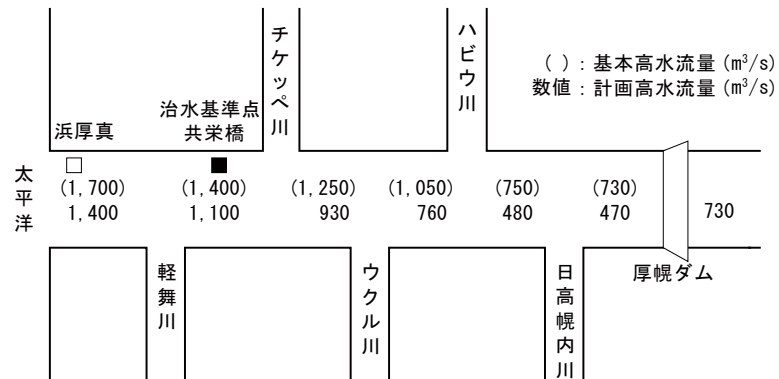 チケッペ川
ハビウ川
( ) : 基本高水流量 (m³/s)
数値 : 計画高水流量 (m³/s)
治水基準点
共栄橋
浜厚真
太平洋
(1,700) (1,400) (1,250) (1,050) (750) (730)
1,400 1,100 930 760 480 470 730
軽舞川
ウクル川
日高幌内川
厚幌ダム